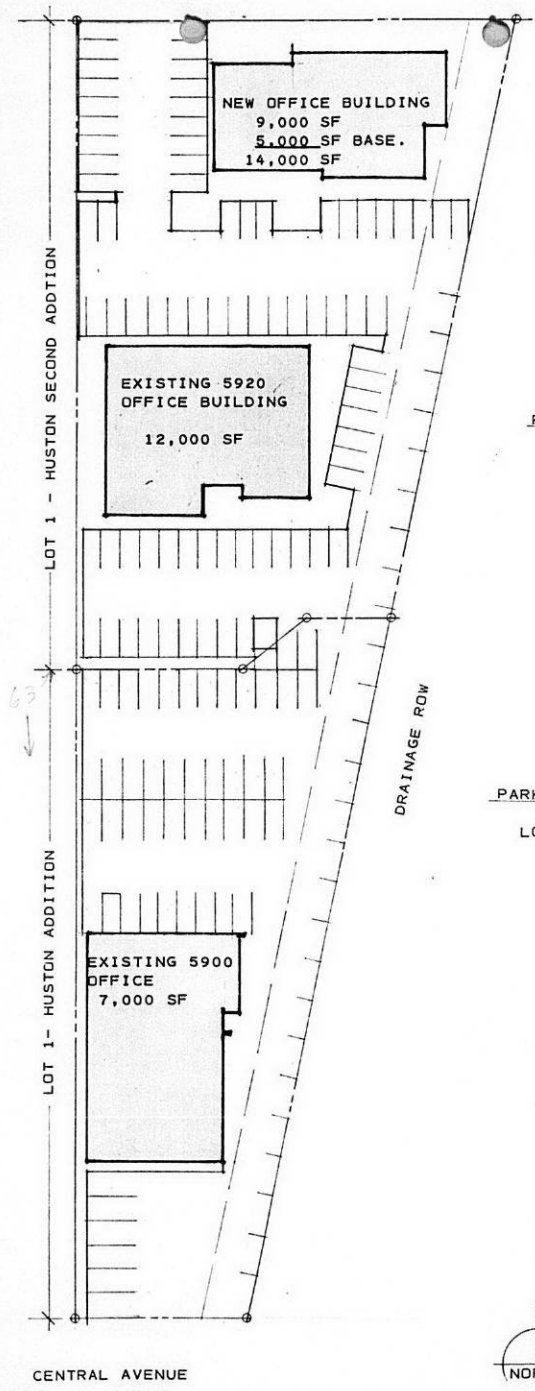 NEW OFFICE BUILDING
9,000 SF
5,000 SF BASE.
14,000 SF
LOT 1 - HUSTON SECOND ADDTION
EXISTING 5920
OFFICE BUILDING
12,000 SF
63
DRAINAGE ROW
PARK
LO
LOT 1- HUSTON ADDITION
EXISTING 5900
OFFICE
7,000 SF
CENTRAL AVENUE
NOR